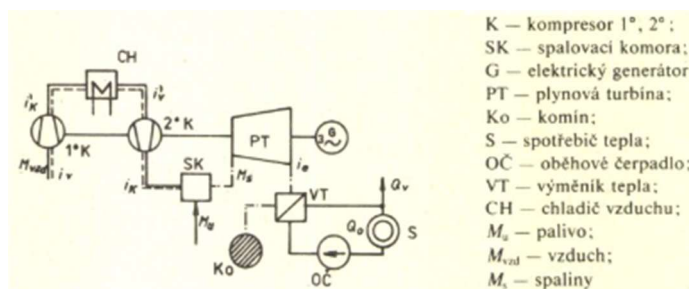 CH
i'K
i'v
1°K
2°K
PT
G
Mvzd
iv
iK
SK
Ms
ie
Mu
VT
Qv
Qo
S
Ko
OČ
K — kompresor 1°, 2°;
SK — spalovací komora;
G — elektrický generátor
PT — plynová turbína;
Ko — komín;
S — spotřebič tepla;
OČ — oběhové čerpadlo;
VT — výměník tepla;
CH — chladič vzduchu;
Mu — palivo;
Mvzd — vzduch;
Ms — spaliny